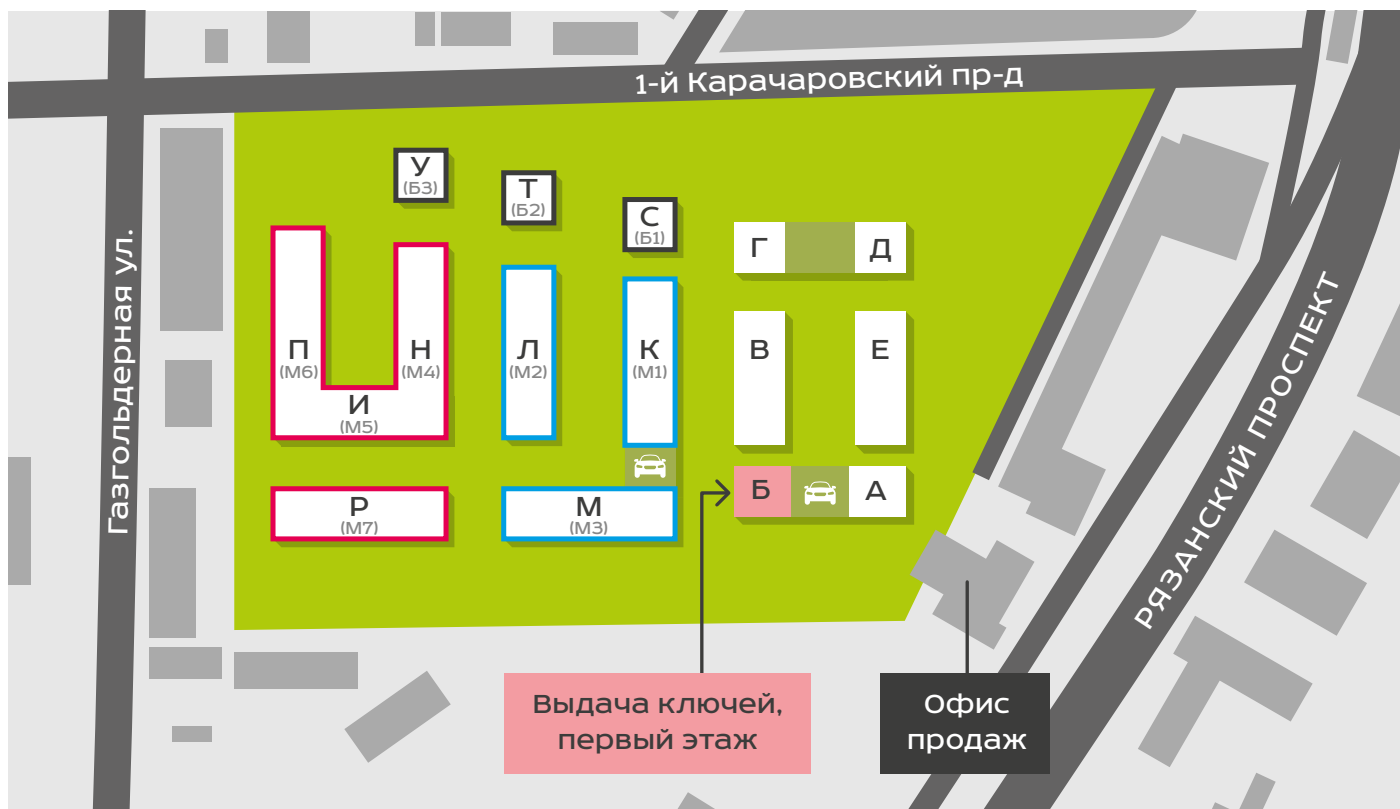 1-й Карачаровский пр-д
Газгольдерная ул.
РЯЗАНСКИЙ ПРОСПЕКТ
У
(Б3)
Т
(Б2)
С
(Б1)
Г
Д
П
(М6)
Н
(М4)
И
(М5)
Л
(М2)
К
(М1)
В
Е
Р
(М7)
М
(М3)
Б
А
Выдача ключей,
первый этаж
Офис
продаж